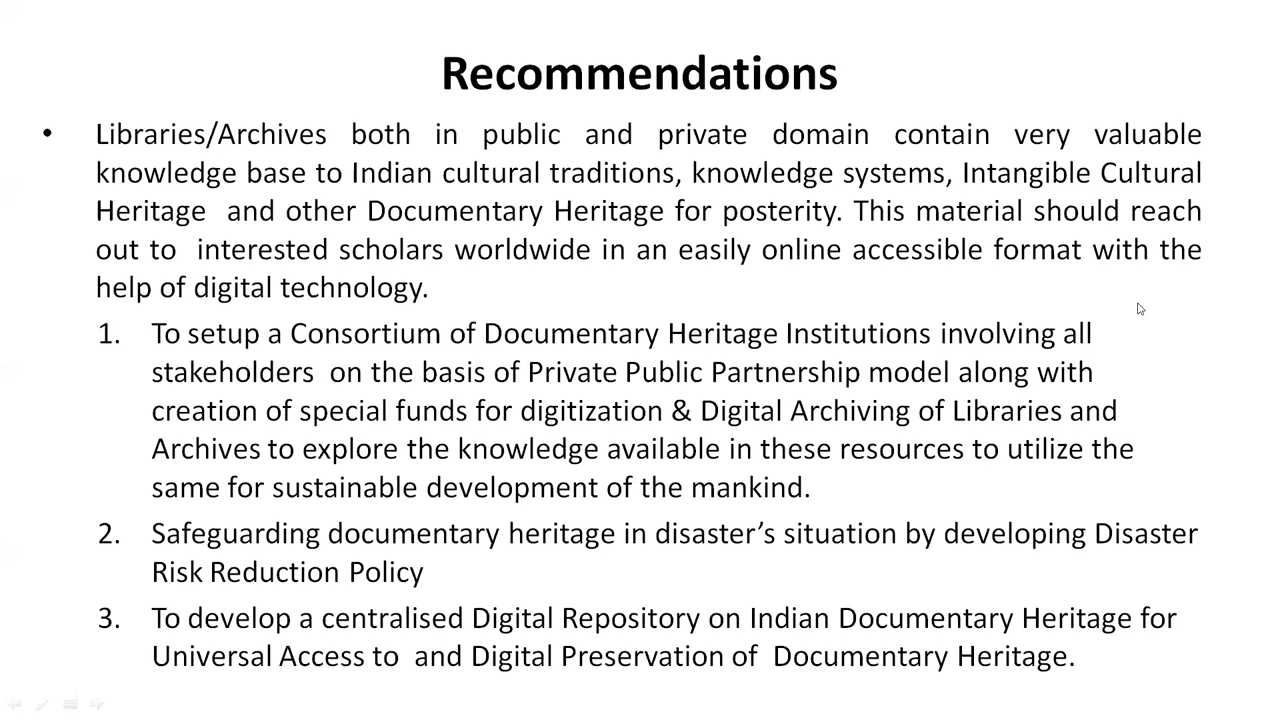 Recommendations
• Libraries/Archives both in public and private domain contain very valuable
knowledge base to Indian cultural traditions, knowledge systems, Intangible Cultural
Heritage and other Documentary Heritage for posterity. This material should reach
out to interested scholars worldwide in an easily online accessible format with the
help of digital technology.
1. To setup a Consortium of Documentary Heritage Institutions involving all
stakeholders on the basis of Private Public Partnership model along with
creation of special funds for digitization & Digital Archiving of Libraries and
Archives to explore the knowledge available in these resources to utilize the
same for sustainable development of the mankind.
2. Safeguarding documentary heritage in disaster’s situation by developing Disaster
Risk Reduction Policy
3. To develop a centralised Digital Repository on Indian Documentary Heritage for
Universal Access to and Digital Preservation of Documentary Heritage.